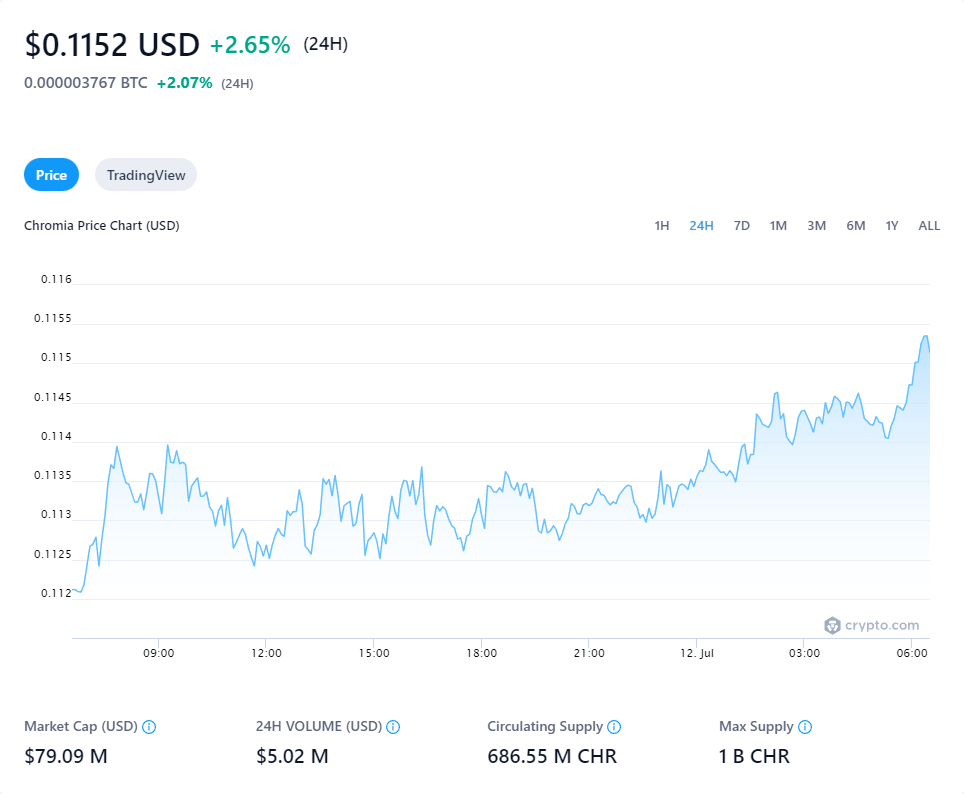 $0.1152 USD +2.65% (24H)
0.000003767 BTC +2.07% (24H)
Price TradingView
Chromia Price Chart (USD) 1H 24H 7D 1M 3M 6M 1Y ALL
0.116
0.1155
0.115
0.1145
0.114
0.1135
0.113
0.1125
0.112
crypto.com
09:00 12:00 15:00 18:00 21:00 12. Jul 03:00 06:00
Market Cap (USD) 24H VOLUME (USD) Circulating Supply Max Supply
$79.09 M $5.02 M 686.55 M CHR 1 B CHR